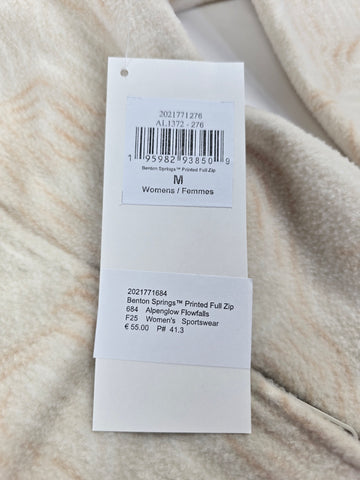 2021771276
AL1372 - 276
1 95982 93850 9
Benton Springs™ Printed Full Zip
M
Womens / Femmes
2021771684
Benton Springs™ Printed Full Zip
684 Alpenglow Flowfalls
F25 Women's Sportswear
€ 55.00 P# 41.3